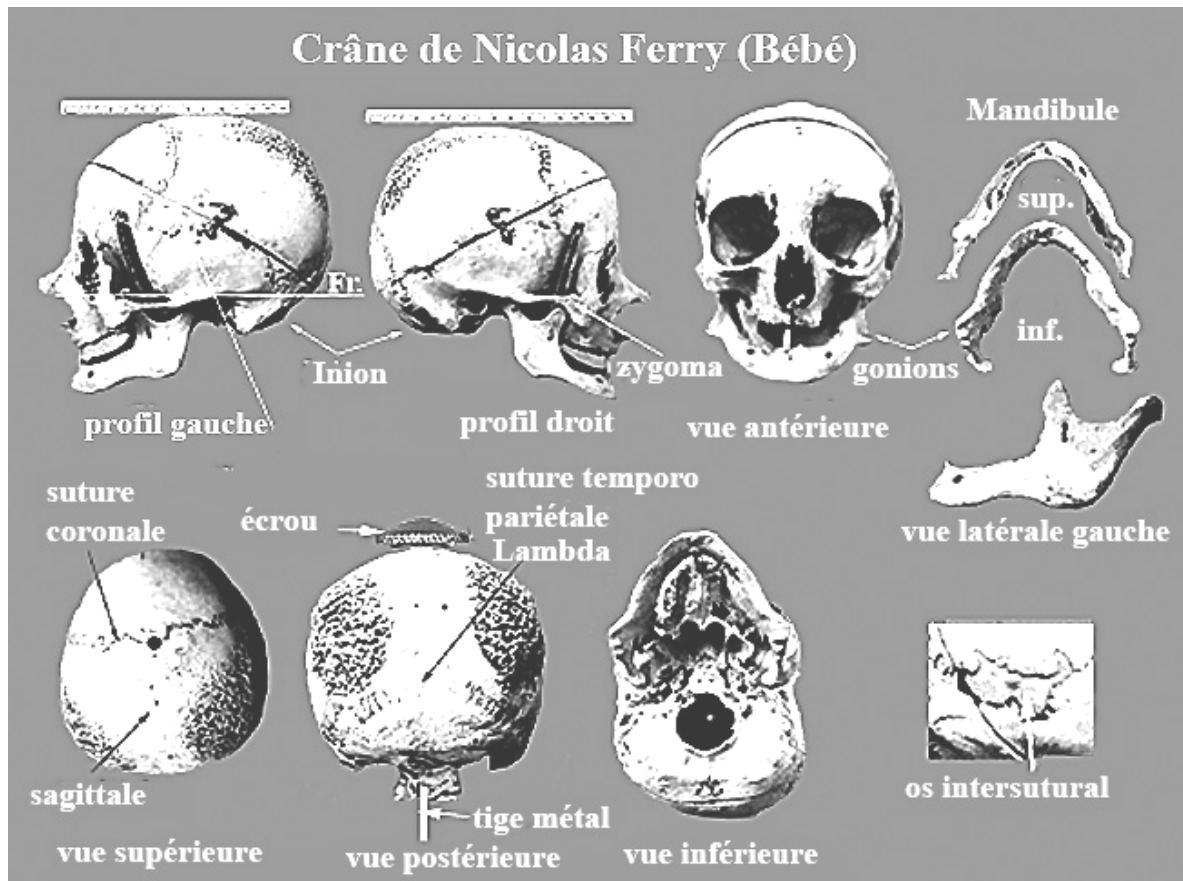 Crâne de Nicolas Ferry (Bébé)
Mandibule
sup.
Fr.
inf.
Inion
zygoma
gonions
profil gauche
profil droit
vue antérieure
suture
coronale
écrou
suture temporo
pariétale
Lambda
vue latérale gauche
sagittale
tige métal
os intersutural
vue supérieure
vue postérieure
vue inférieure